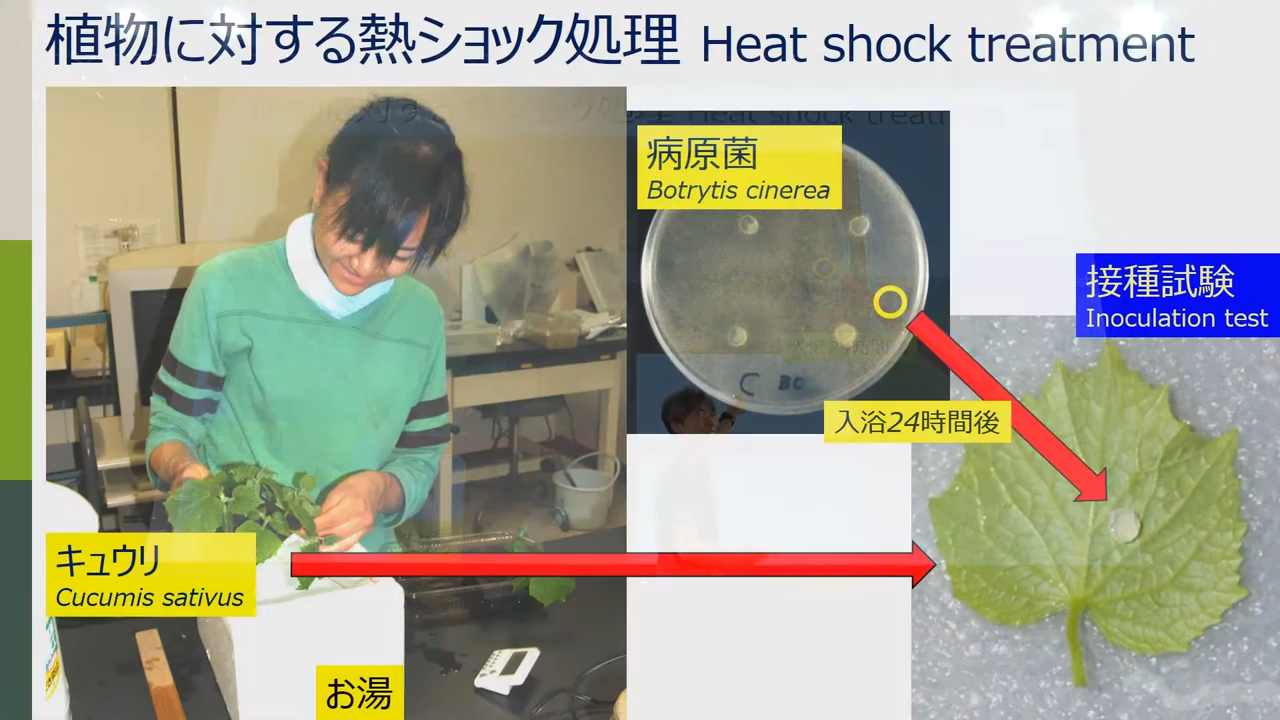 植物に対する熱ショック処理 Heat shock treatment
病原菌
Botrytis cinerea
接種試験
Inoculation test
入浴24時間後
キュウリ
Cucumis sativus
お湯
C BC